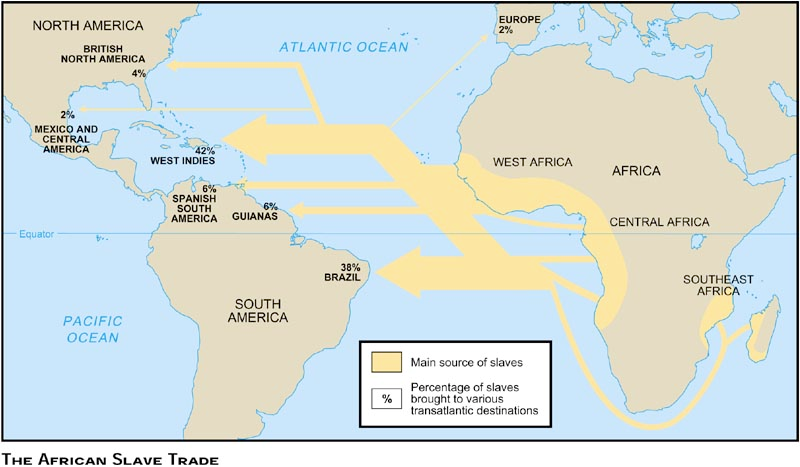 NORTH AMERICA
BRITISH
NORTH AMERICA
4%
ATLANTIC OCEAN
EUROPE
2%
2%
MEXICO AND
CENTRAL
AMERICA
42%
WEST INDIES
6%
SPANISH
SOUTH
AMERICA
6%
GUIANAS
WEST AFRICA
AFRICA
CENTRAL AFRICA
Equator
38%
BRAZIL
SOUTHEAST
AFRICA
SOUTH
AMERICA
PACIFIC
OCEAN
Main source of slaves
%
Percentage of slaves
brought to various
transatlantic destinations
THE AFRICAN SLAVE TRADE